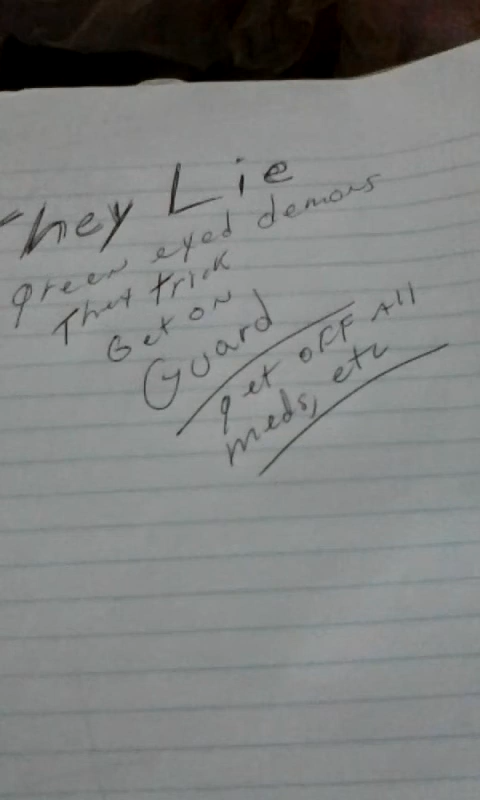 They Lie
green eyed demons
That trick
Get on
Guard
get off All
meds, etc